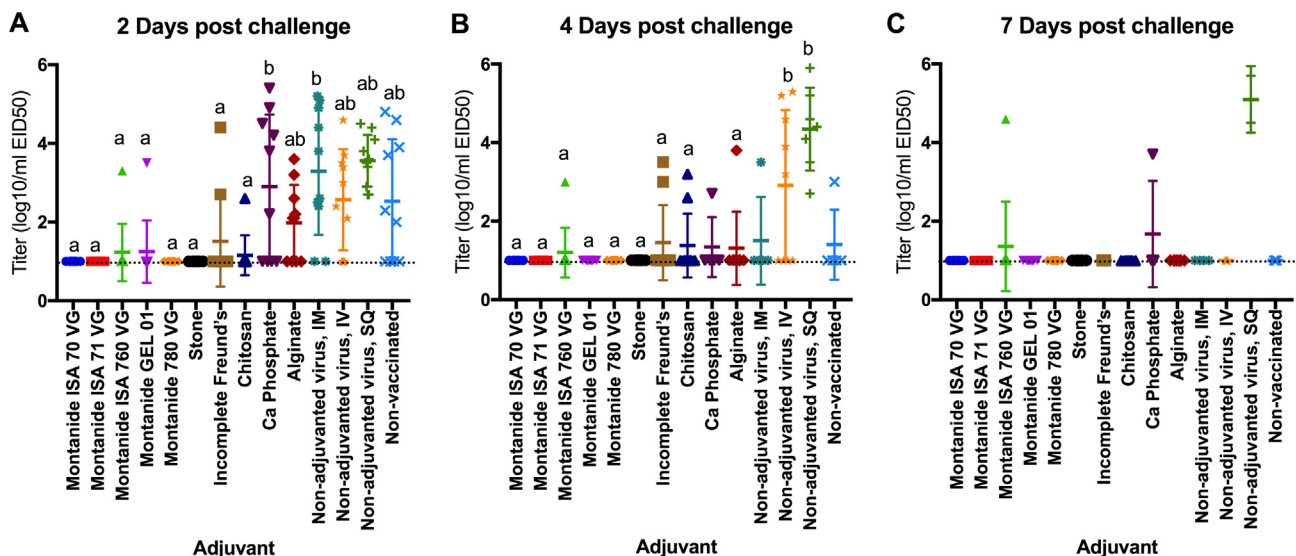 A
2 Days post challenge
Titer (log10/ml EID50)
6
4
2
0
a
a
a
a
a
a
a
b
ab
b
ab
ab
ab
Montanide ISA 70 VG
Montanide ISA 71 VG
Montanide ISA 760 VG
Montanide GEL 01
Montanide 780 VG
Stone
Incomplete Freund's
Chitosan
Ca Phosphate
Alginate
Non-adjuvanted virus, IM
Non-adjuvanted virus, IV
Non-adjuvanted virus, SQ
Non-vaccinated
Adjuvant
B
4 Days post challenge
Titer (log10/ml EID50)
6
4
2
0
a
a
a
a
a
a
a
a
a
b
b
Montanide ISA 70 VG
Montanide ISA 71 VG
Montanide ISA 760 VG
Montanide GEL 01
Montanide 780 VG
Stone
Incomplete Freund's
Chitosan
Ca Phosphate
Alginate
Non-adjuvanted virus, IM
Non-adjuvanted virus, IV
Non-adjuvanted virus, SQ
Non-vaccinated
Adjuvant
C
7 Days post challenge
Titer (log10/ml EID50)
6
4
2
0
Montanide ISA 70 VG
Montanide ISA 71 VG
Montanide ISA 760 VG
Montanide GEL 01
Montanide 780 VG
Stone
Incomplete Freund's
Chitosan
Ca Phosphate
Alginate
Non-adjuvanted virus, IM
Non-adjuvanted virus, IV
Non-adjuvanted virus, SQ
Non-vaccinated
Adjuvant